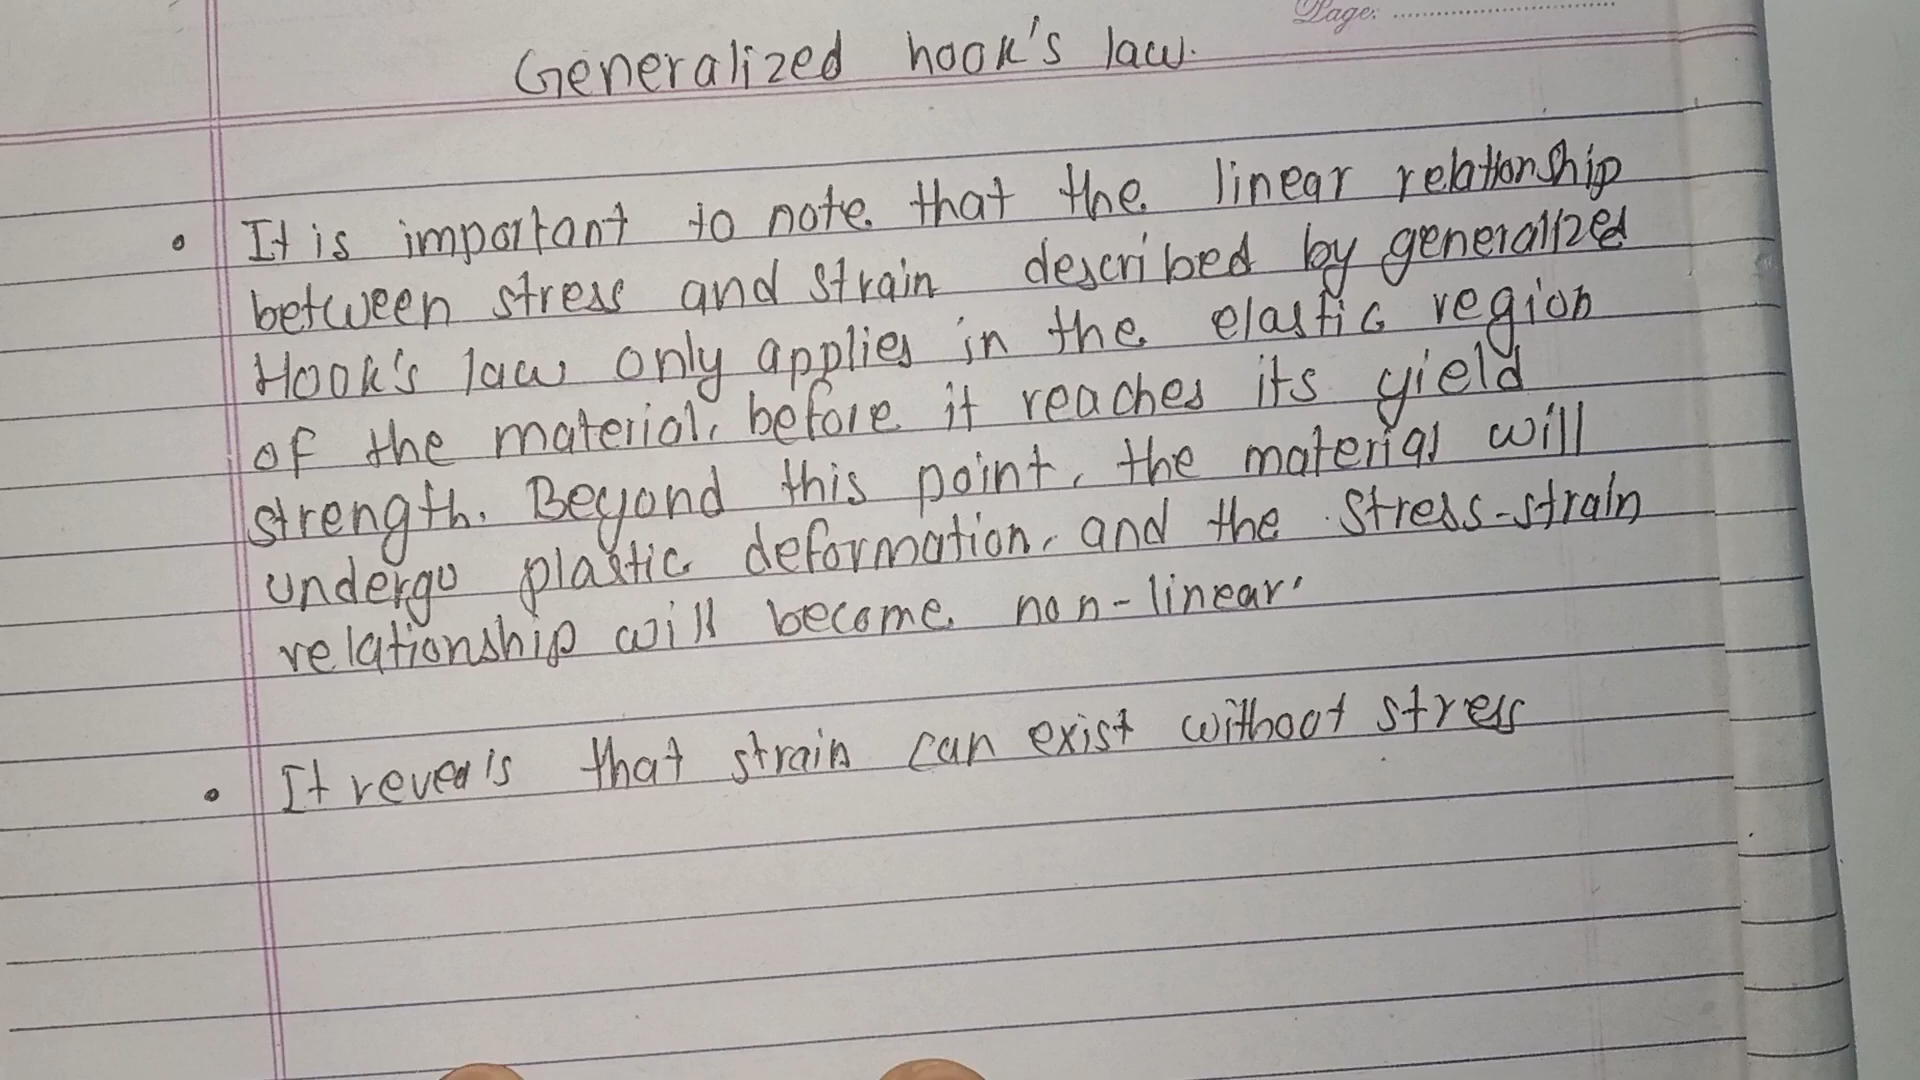 Page:
Generalized hook's law.
• It is important to note that the linear relationship
between stress and strain described by generalized
Hook's law only applies in the elastic region
of the material, before it reaches its yield
strength. Beyond this point, the material will
undergo plastic deformation, and the stress-strain
relationship will become non-linear.
• It reveals that strain can exist without stress